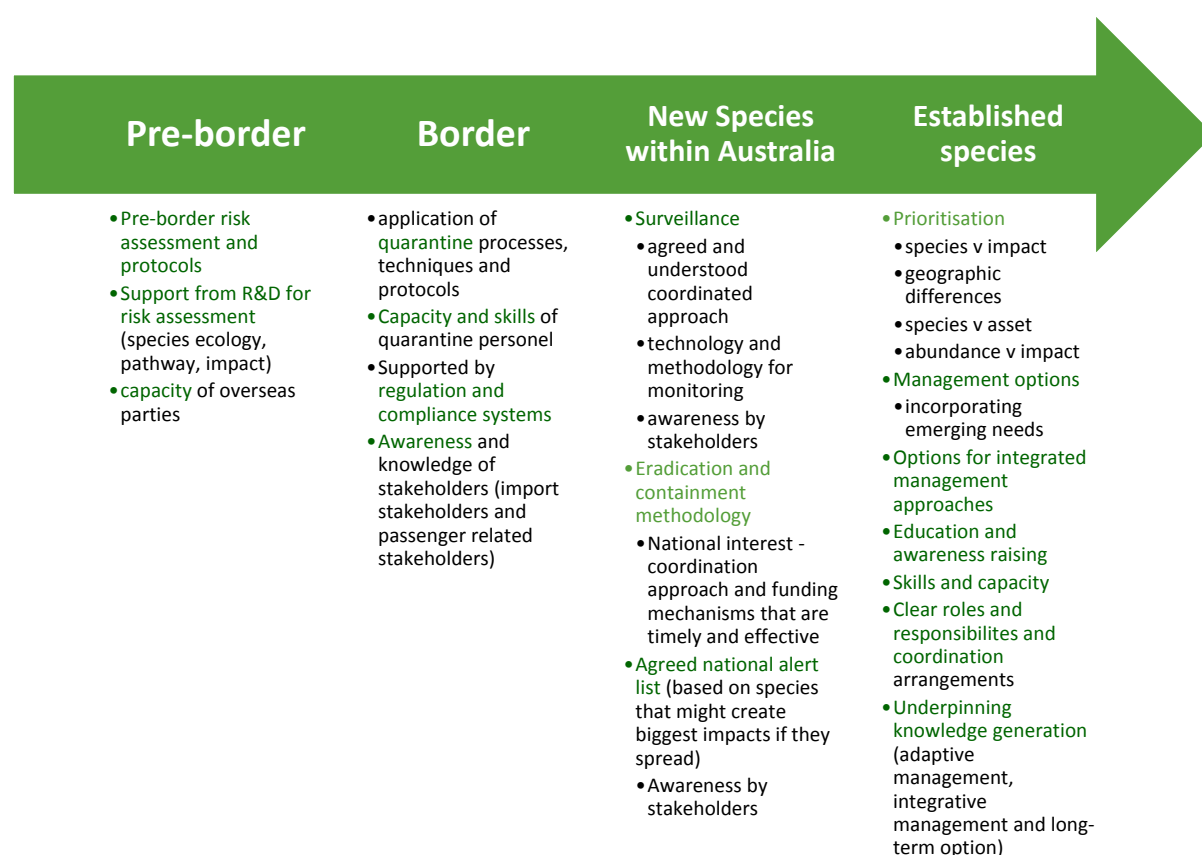 Pre-border
•Pre-border risk
assessment and
protocols
•Support from R&D for
risk assessment
(species ecology,
pathway, impact)
•capacity of overseas
parties
Border
•application of
quarantine processes,
techniques and
protocols
•Capacity and skills of
quarantine personel
•Supported by
regulation and
compliance systems
•Awareness and
knowledge of
stakeholders (import
stakeholders and
passenger related
stakeholders)
New Species
within Australia
•Surveillance
•agreed and
understood
coordinated
approach
•technology and
methodology for
monitoring
•awareness by
stakeholders
•Eradication and
containment
methodology
•National interest -
coordination
approach and funding
mechanisms that are
timely and effective
•Agreed national alert
list (based on species
that might create
biggest impacts if they
spread)
•Awareness by
stakeholders
Established
species
•Prioritisation
•species v impact
•geographic
differences
•species v asset
•abundance v impact
•Management options
•incorporating
emerging needs
•Options for integrated
management
approaches
•Education and
awareness raising
•Skills and capacity
•Clear roles and
responsibilites and
coordination
arrangements
•Underpinning
knowledge generation
(adaptive
management,
integrative
management and long-
term option)